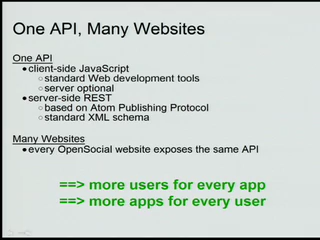 One API, Many Websites
One API
•client-side JavaScript
○standard Web development tools
○server optional
•server-side REST
○based on Atom Publishing Protocol
○standard XML schema
Many Websites
•every OpenSocial website exposes the same API
==> more users for every app
==> more apps for every user